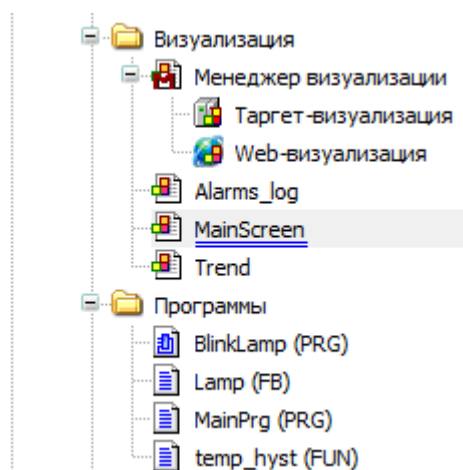 Визуализация
Менеджер визуализации
Таргет-визуализация
Web-визуализация
Alarms_log
MainScreen
Trend
Программы
BlinkLamp (PRG)
Lamp (FB)
MainPrg (PRG)
temp_hyst (FUN)